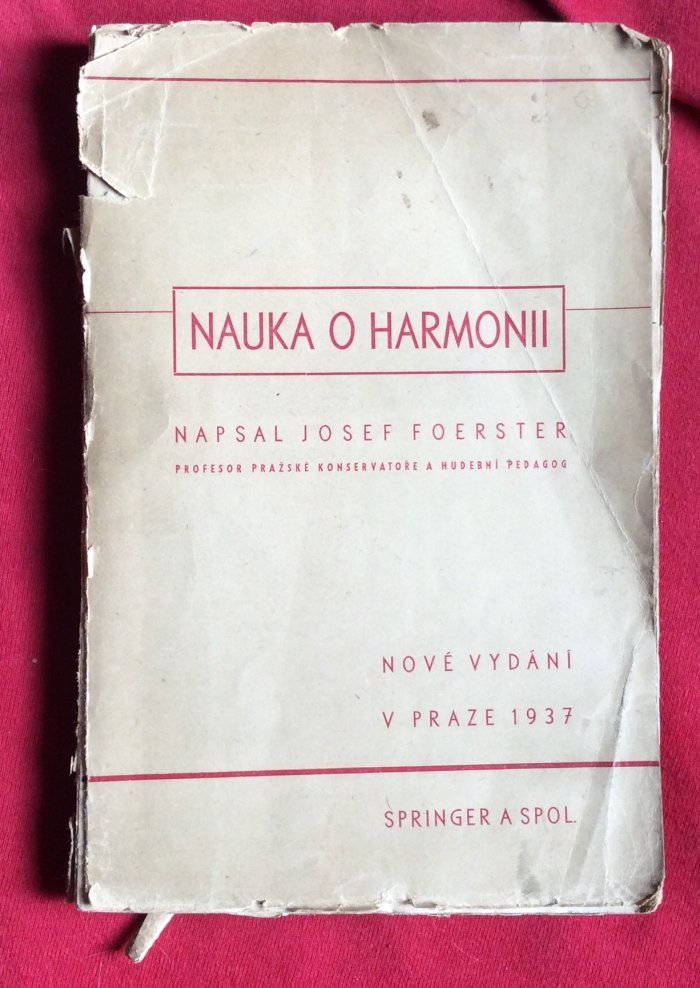 NAUKA O HARMONII
NAPSAL JOSEF FOERSTER
PROFESOR PRAŽSKÉ KONSERVATOŘE A HUDEBNÍ PEDAGOG
NOVÉ VYDÁNÍ
V PRAZE 1937
SPRINGER A SPOL.